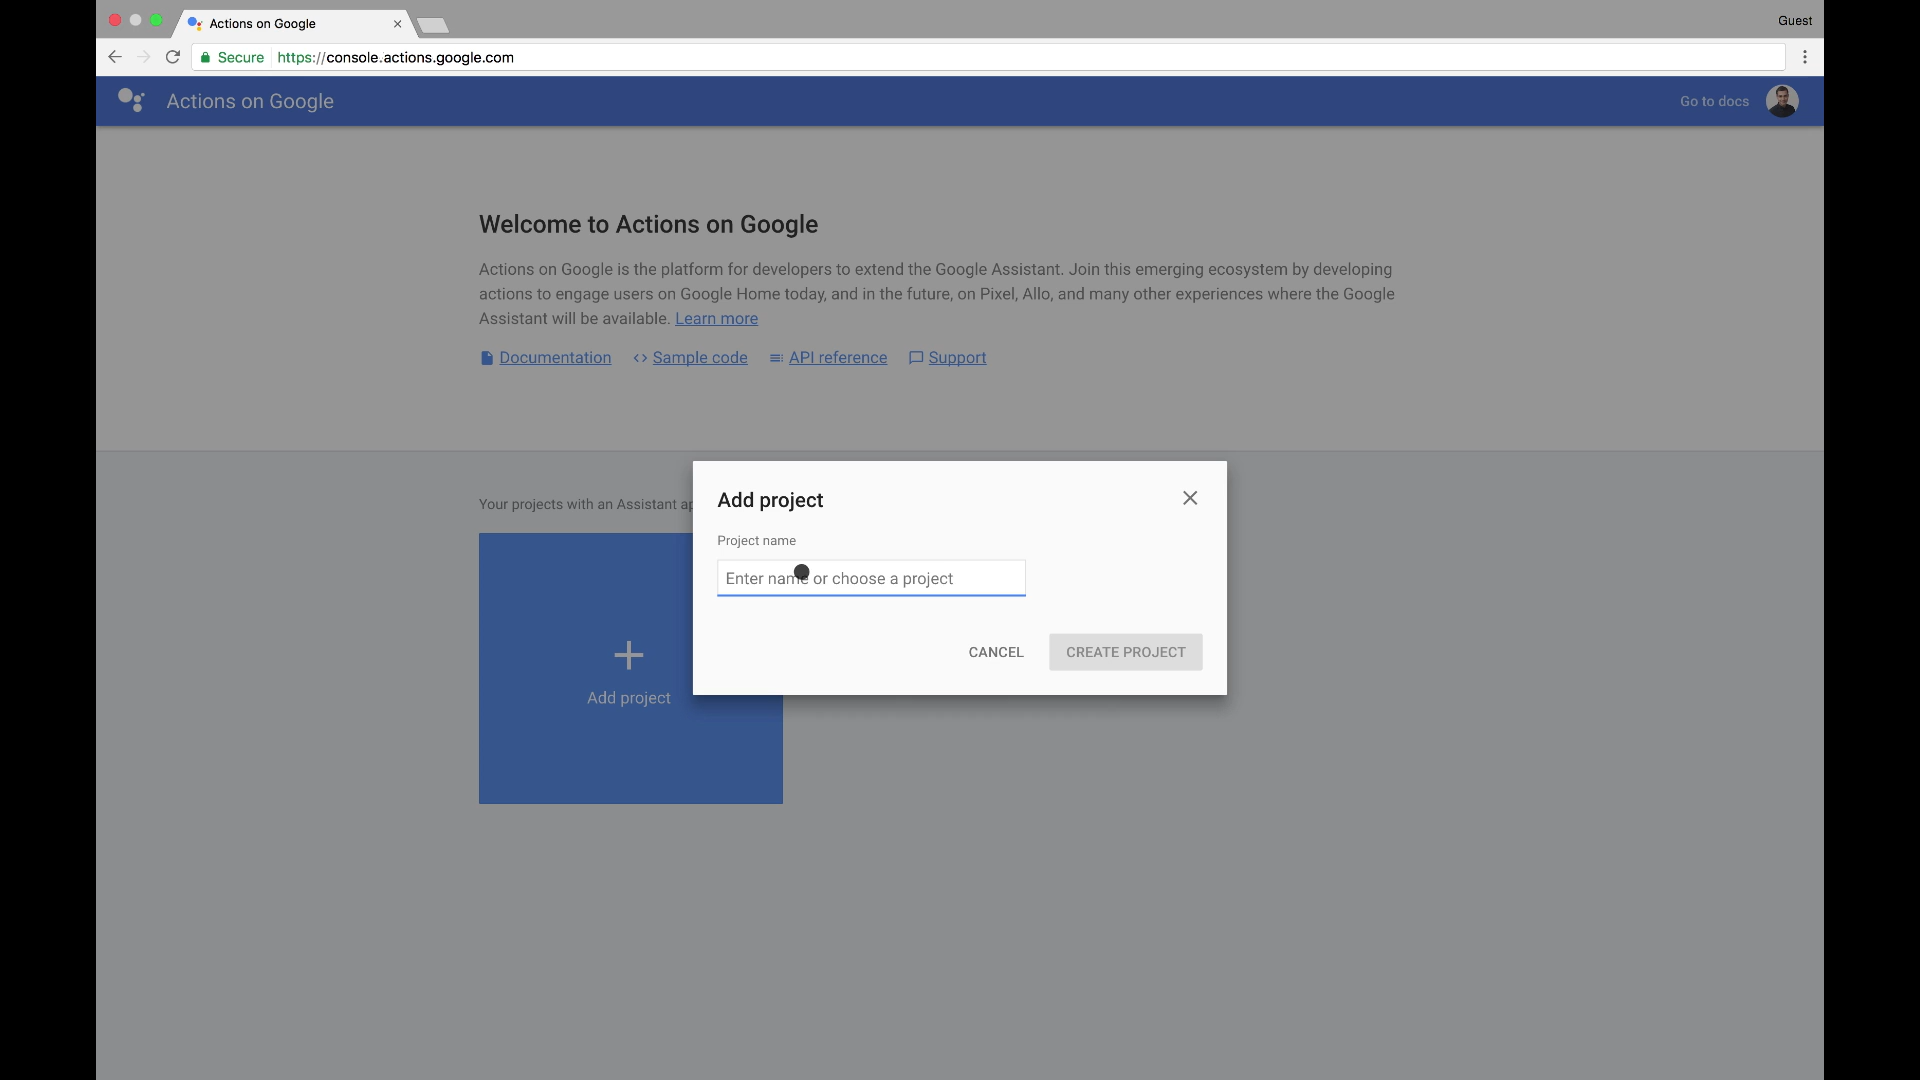 Actions on Google
Guest
Secure https://console.actions.google.com
Actions on Google
Go to docs
Welcome to Actions on Google
Actions on Google is the platform for developers to extend the Google Assistant. Join this emerging ecosystem by developing
actions to engage users on Google Home today, and in the future, on Pixel, Allo, and many other experiences where the Google
Assistant will be available. Learn more
Documentation Sample code API reference Support
Your projects with an Assistant ap
Add project
Project name
Enter name or choose a project
CANCEL CREATE PROJECT
Add project